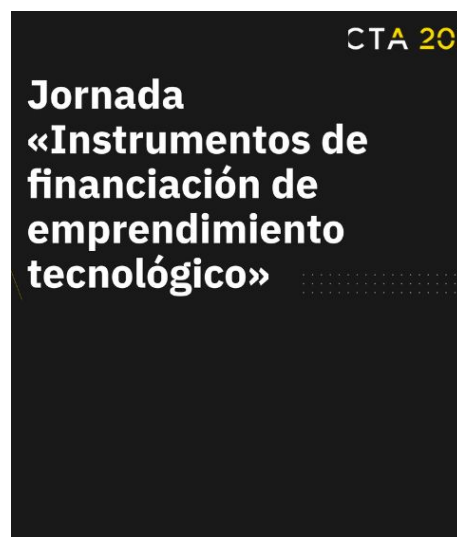 CTA 20
Jornada
«Instrumentos de
financiación de
emprendimiento
tecnológico»